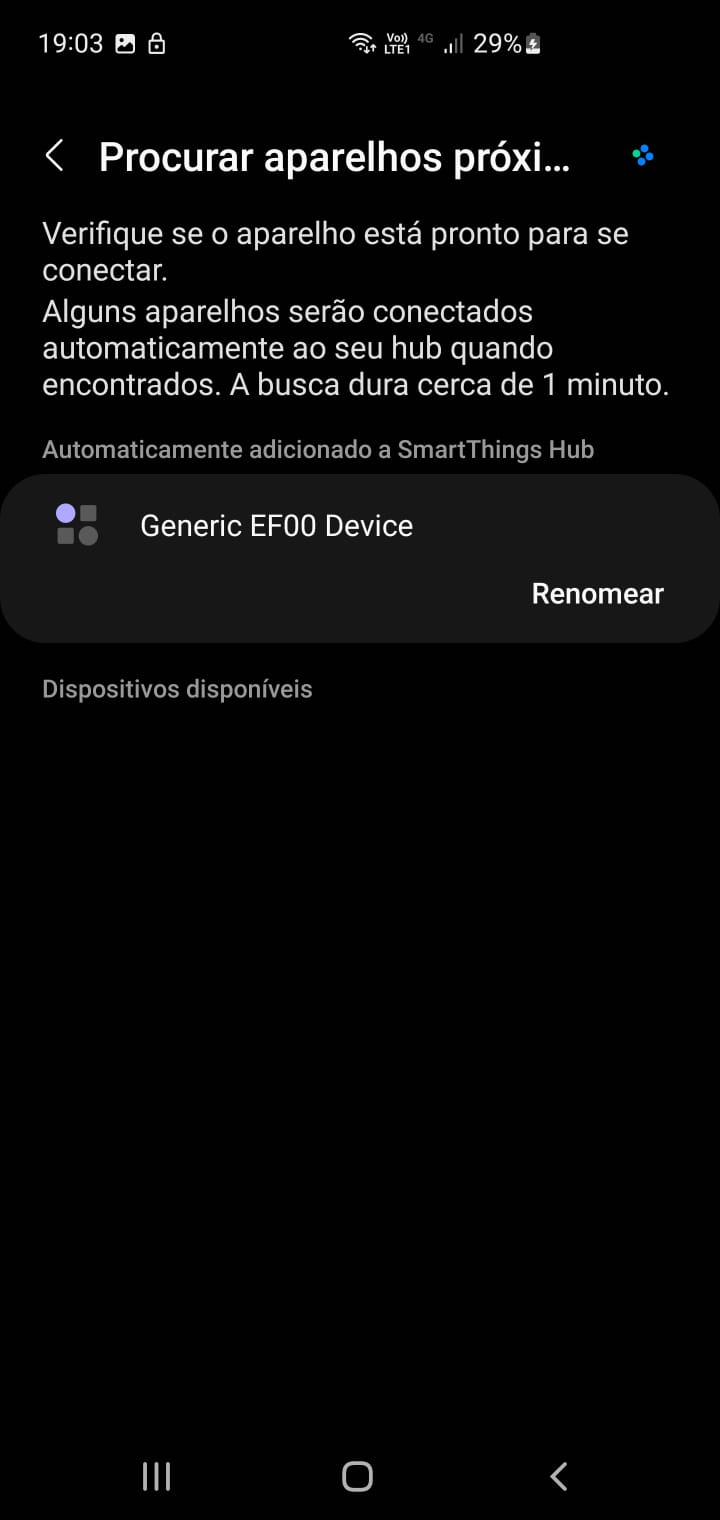 19:03 Vo)) LTE1 4G 29%
Procurar aparelhos próxi...
Verifique se o aparelho está pronto para se
conectar.
Alguns aparelhos serão conectados
automaticamente ao seu hub quando
encontrados. A busca dura cerca de 1 minuto.
Automaticamente adicionado a SmartThings Hub
Generic EF00 Device
Renomear
Dispositivos disponíveis